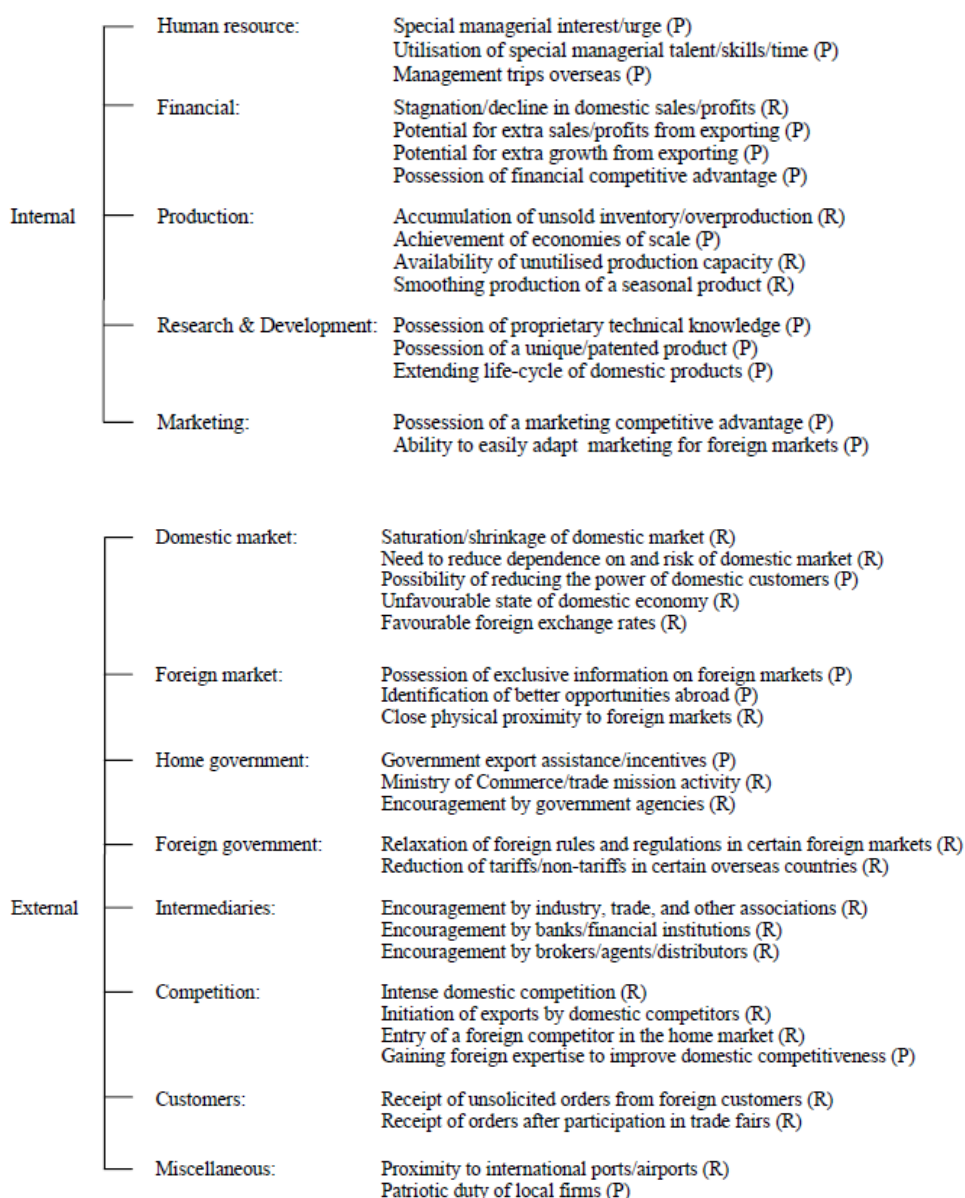 Human resource: Special managerial interest/urge (P)
Utilisation of special managerial talent/skills/time (P)
Management trips overseas (P)
Financial: Stagnation/decline in domestic sales/profits (R)
Potential for extra sales/profits from exporting (P)
Potential for extra growth from exporting (P)
Possession of financial competitive advantage (P)
Internal Production: Accumulation of unsold inventory/overproduction (R)
Achievement of economies of scale (P)
Availability of unutilised production capacity (R)
Smoothing production of a seasonal product (R)
Research & Development: Possession of proprietary technical knowledge (P)
Possession of a unique/patented product (P)
Extending life-cycle of domestic products (P)
Marketing: Possession of a marketing competitive advantage (P)
Ability to easily adapt marketing for foreign markets (P)
Domestic market: Saturation/shrinkage of domestic market (R)
Need to reduce dependence on and risk of domestic market (R)
Possibility of reducing the power of domestic customers (P)
Unfavourable state of domestic economy (R)
Favourable foreign exchange rates (R)
Foreign market: Possession of exclusive information on foreign markets (P)
Identification of better opportunities abroad (P)
Close physical proximity to foreign markets (R)
Home government: Government export assistance/incentives (P)
Ministry of Commerce/trade mission activity (R)
Encouragement by government agencies (R)
Foreign government: Relaxation of foreign rules and regulations in certain foreign markets (R)
Reduction of tariffs/non-tariffs in certain overseas countries (R)
External Intermediaries: Encouragement by industry, trade, and other associations (R)
Encouragement by banks/financial institutions (R)
Encouragement by brokers/agents/distributors (R)
Competition: Intense domestic competition (R)
Initiation of exports by domestic competitors (R)
Entry of a foreign competitor in the home market (R)
Gaining foreign expertise to improve domestic competitiveness (P)
Customers: Receipt of unsolicited orders from foreign customers (R)
Receipt of orders after participation in trade fairs (R)
Miscellaneous: Proximity to international ports/airports (R)
Patriotic duty of local firms (P)